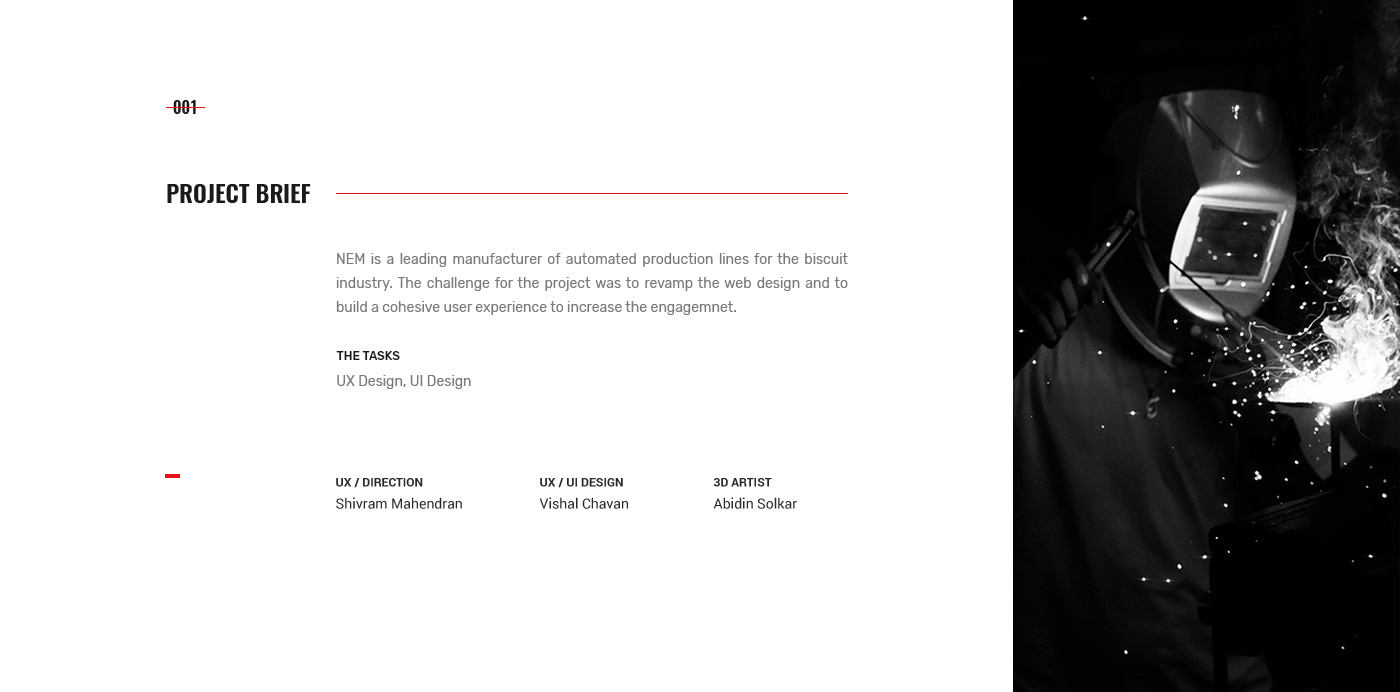 001
PROJECT BRIEF
NEM is a leading manufacturer of automated production lines for the biscuit
industry. The challenge for the project was to revamp the web design and to
build a cohesive user experience to increase the engagemnet.
THE TASKS
UX Design, UI Design
UX / DIRECTION
Shivram Mahendran
UX / UI DESIGN
Vishal Chavan
3D ARTIST
Abidin Solkar